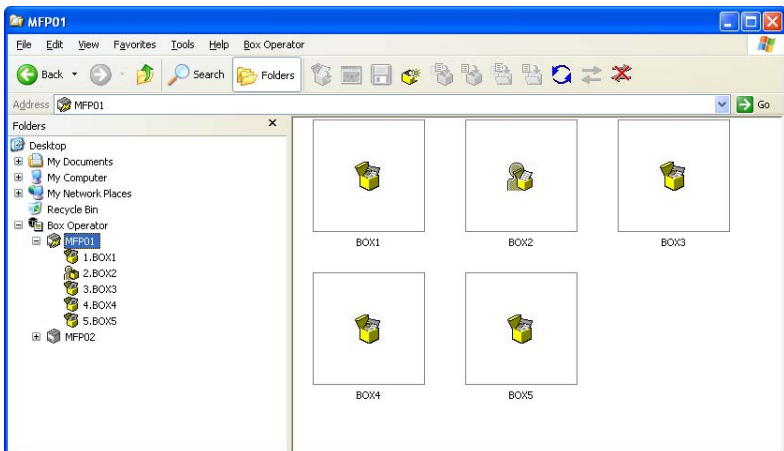 MFP01
File Edit View Favorites Tools Help Box Operator
Back Search Folders
Address MFP01 Go
Folders x
Desktop
My Documents
My Computer
My Network Places
Recycle Bin
Box Operator
MFP01
1.BOX1
2.BOX2
3.BOX3
4.BOX4
5.BOX5
MFP02
BOX1 BOX2 BOX3
BOX4 BOX5